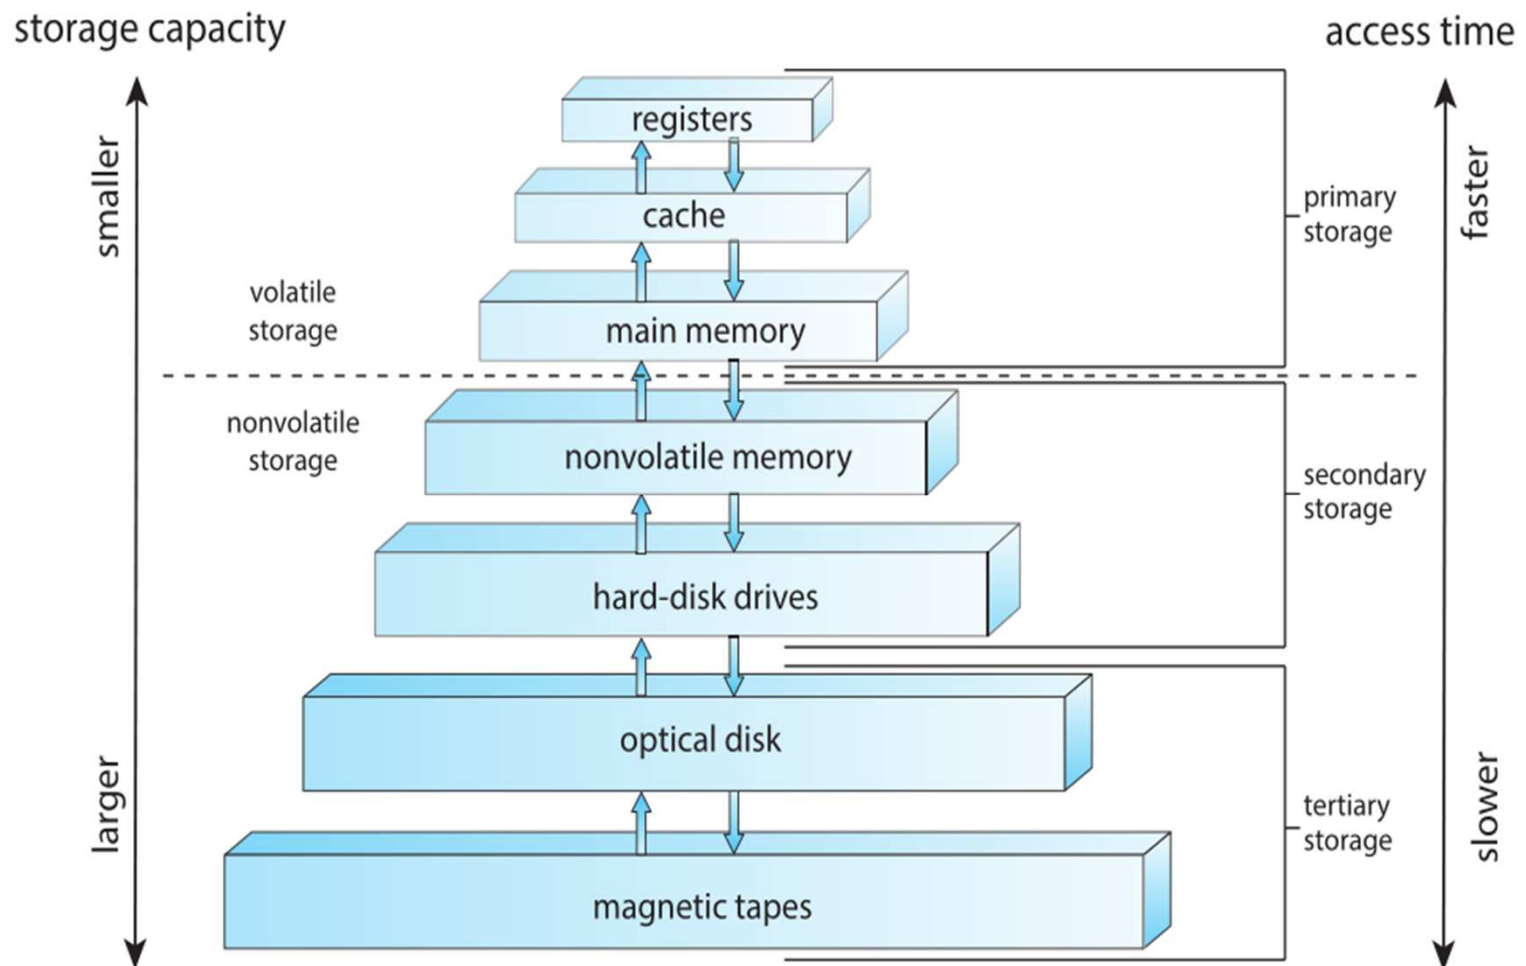 storage capacity
access time
smaller
larger
volatile
storage
nonvolatile
storage
registers
cache
main memory
nonvolatile memory
hard-disk drives
optical disk
magnetic tapes
primary
storage
secondary
storage
tertiary
storage
faster
slower